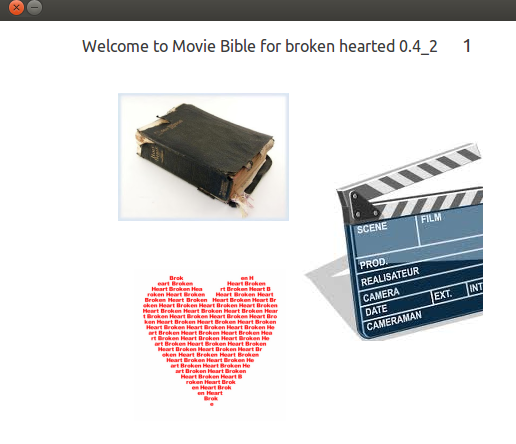 Welcome to Movie Bible for broken hearted 0.4_2 1
SCENE FILM
PROD.
REALISATEUR
CAMERA EXT. INT
DATE
CAMERAMAN
Brok en H
eart Broken Heart Broken
Heart Broken Hea rt Broken Heart B
roken Heart Broken Heart Broken Heart
Broken Heart Broken Heart Broken Heart Br
oken Heart Broken Heart Broken Heart Broken
Heart Broken Heart Broken Heart Broken Hear
t Broken Heart Broken Heart Broken Heart Bro
ken Heart Broken Heart Broken Heart Broken
Heart Broken Heart Broken Heart Broken He
art Broken Heart Broken Heart Broken Hea
rt Broken Heart Broken Heart Broken He
art Broken Heart Broken Heart Broken
Heart Broken Heart Broken Heart Br
oken Heart Broken Heart Broken
Heart Broken Heart Broken He
art Broken Heart Broken He
art Broken Heart Broken
Heart Broken Heart B
roken Heart Brok
en Heart Brok
en Heart
Brok
e